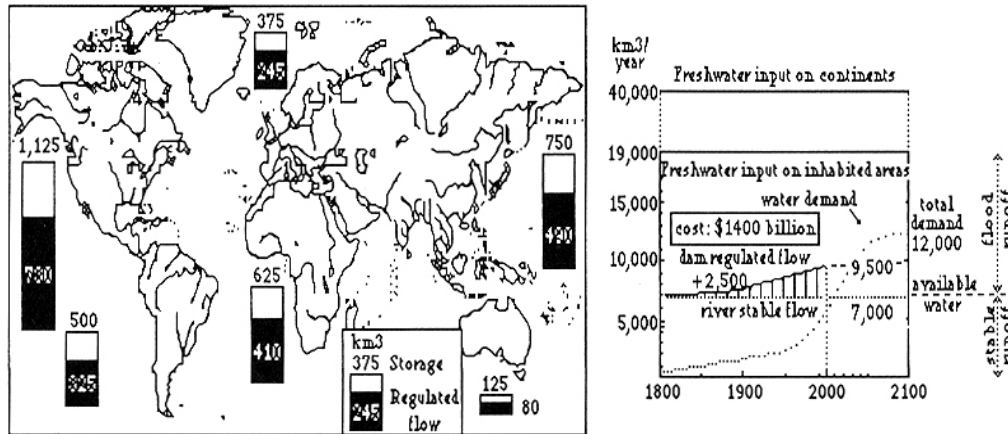 375
245
1,125
780
500
625
410
750
km3
375 Storage
245 Regulated
flow
125
80
km3/
year
Freshwater input on continents
40,000
19,000
Freshwater input on inhabited areas
water demand
15,000
cost: $1400 billion
total
demand
12,000
flood
runoff
10,000
dam regulated flow
+2,500
9,500
available
water
river stable flow
7,000
5,000
stable
runoff
1800 1900 2000 2100